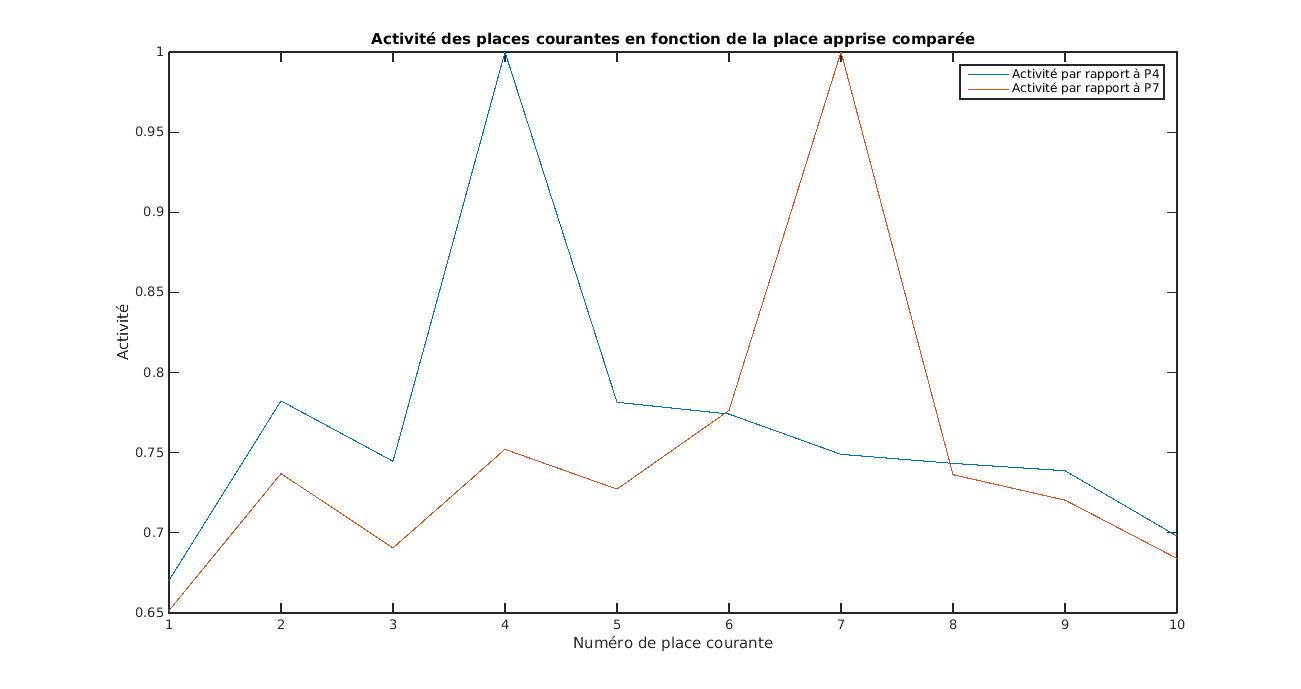 Activité des places courantes en fonction de la place apprise comparée
1
Activité par rapport à P4
Activité par rapport à P7
0.95
0.9
0.85
Activité
0.8
0.75
0.7
0.65
1 2 3 4 5 6 7 8 9 10
Numéro de place courante